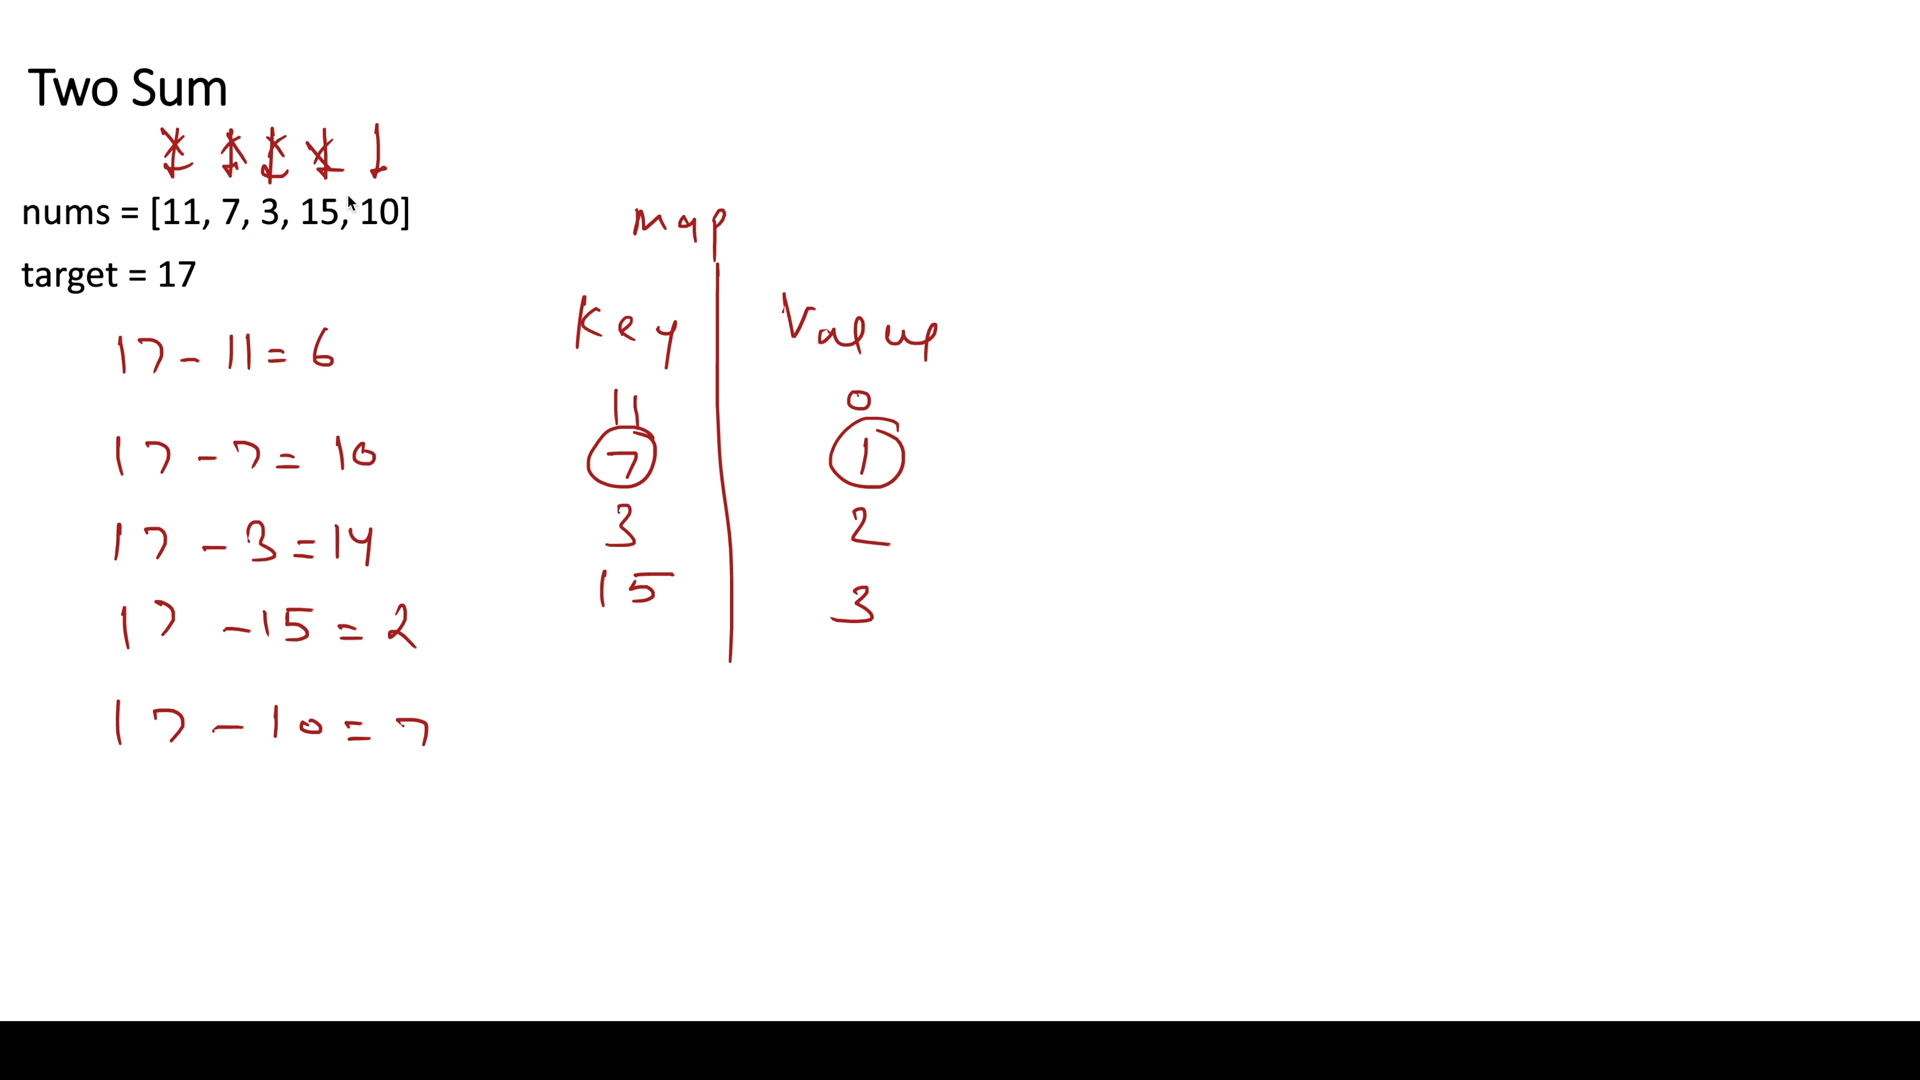 Two Sum
nums = [11, 7, 3, 15, 10]
target = 17
17 - 11 = 6
17 - 7 = 10
17 - 3 = 14
17 - 15 = 2
17 - 10 = 7
Map
Key Value
11 0
7 1
3 2
15 3